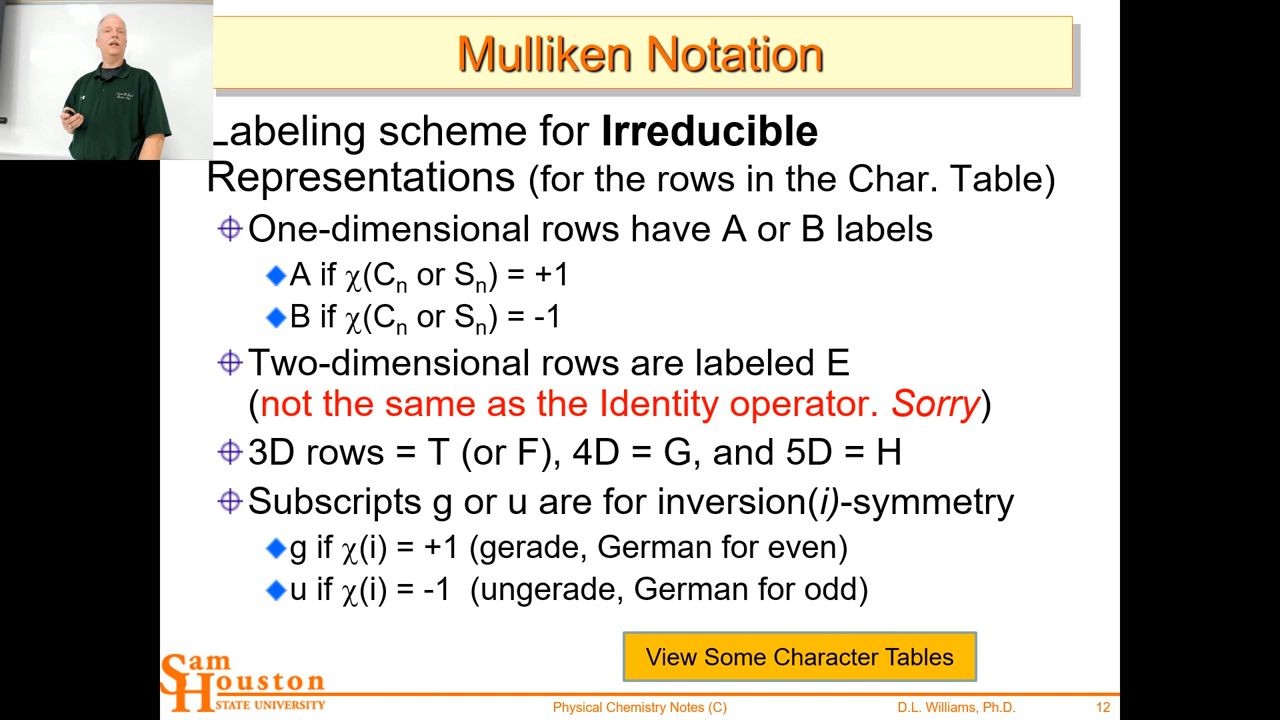 Mulliken Notation
Labeling scheme for Irreducible
Representations (for the rows in the Char. Table)
One-dimensional rows have A or B labels
A if χ(Cn or Sn) = +1
B if χ(Cn or Sn) = -1
Two-dimensional rows are labeled E
(not the same as the Identity operator. Sorry)
3D rows = T (or F), 4D = G, and 5D = H
Subscripts g or u are for inversion(i)-symmetry
g if χ(i) = +1 (gerade, German for even)
u if χ(i) = -1 (ungerade, German for odd)
View Some Character Tables
Sam
Houston
STATE UNIVERSITY
Physical Chemistry Notes (C)
D.L. Williams, Ph.D.
12